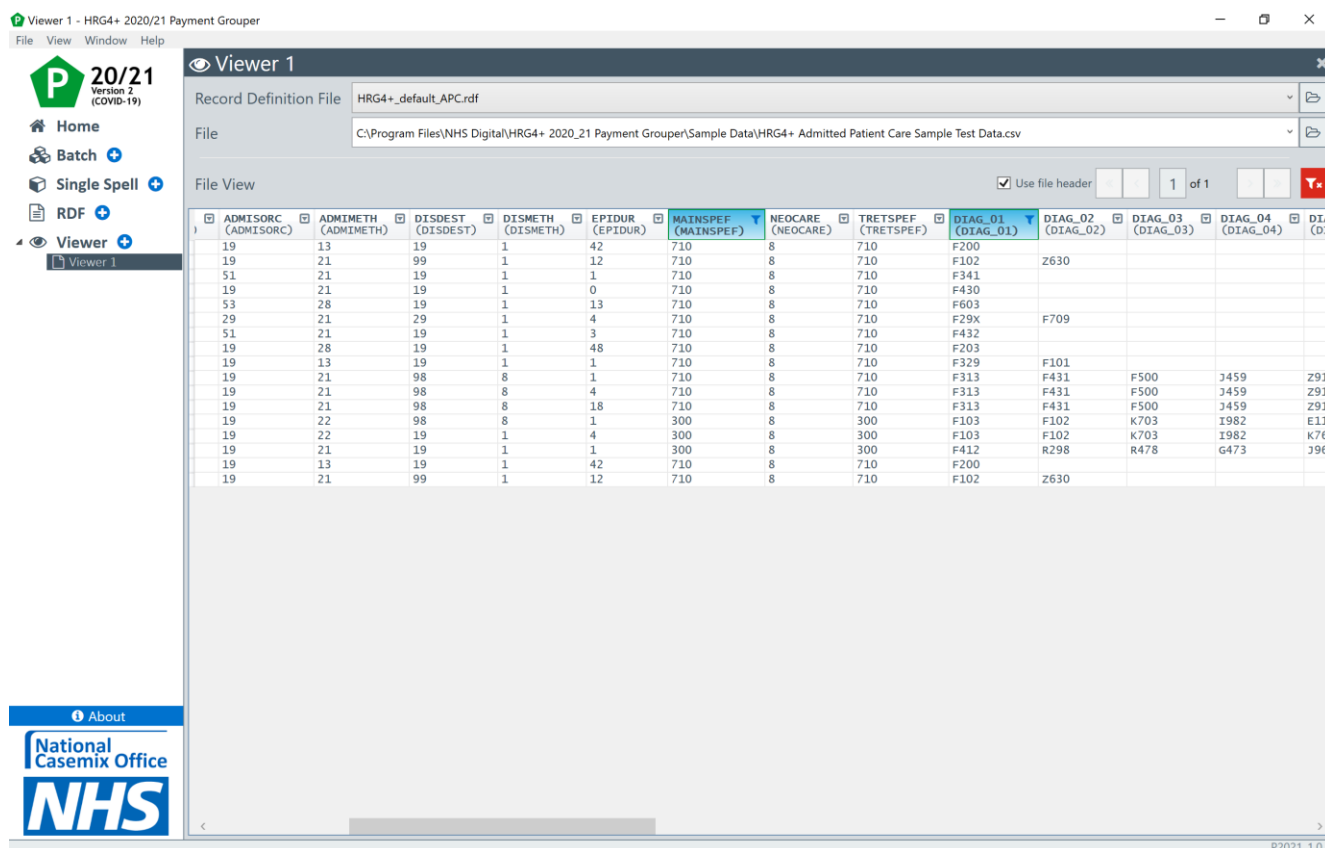 Viewer 1 - HRG4+ 2020/21 Payment Grouper
File View Window Help
P 20/21
Version 2
(COVID-19)
Home
Batch
Single Spell
RDF
Viewer
Viewer 1
Viewer 1
Record Definition File HRG4+_default_APC.rdf
File C:\Program Files\NHS Digital\HRG4+ 2020_21 Payment Grouper\Sample Data\HRG4+ Admitted Patient Care Sample Test Data.csv
File View Use file header 1 of 1
ADMISORC ADMIMETH DISDEST DISMETH EPIDUR MAINSPEF NEOCARE TRETSPEF DIAG_01 DIAG_02 DIAG_03 DIAG_04
) (ADMISORC) (ADMIMETH) (DISDEST) (DISMETH) (EPIDUR) (MAINSPEF) (NEOCARE) (TRETSPEF) (DIAG_01) (DIAG_02) (DIAG_03) (DIAG_04)
19 13 19 1 42 710 8 710 F200
19 21 99 1 12 710 8 710 F102 Z630
51 21 19 1 1 710 8 710 F341
19 21 19 1 0 710 8 710 F430
53 28 19 1 13 710 8 710 F603
29 21 29 1 4 710 8 710 F29X F709
51 21 19 1 3 710 8 710 F432
19 28 19 1 48 710 8 710 F203
19 13 19 1 1 710 8 710 F329 F101
19 21 98 8 1 710 8 710 F313 F431 F500 J459 Z91
19 21 98 8 4 710 8 710 F313 F431 F500 J459 Z91
19 21 98 8 18 710 8 710 F313 F431 F500 J459 Z91
19 22 98 8 1 300 8 300 F103 F102 K703 I982 E11
19 22 19 1 4 300 8 300 F103 F102 K703 I982 K76
19 21 19 1 1 300 8 300 F412 R298 R478 G473 J96
19 13 19 1 42 710 8 710 F200
19 21 99 1 12 710 8 710 F102 Z630
About
National
Casemix Office
NHS
P2021_1.0